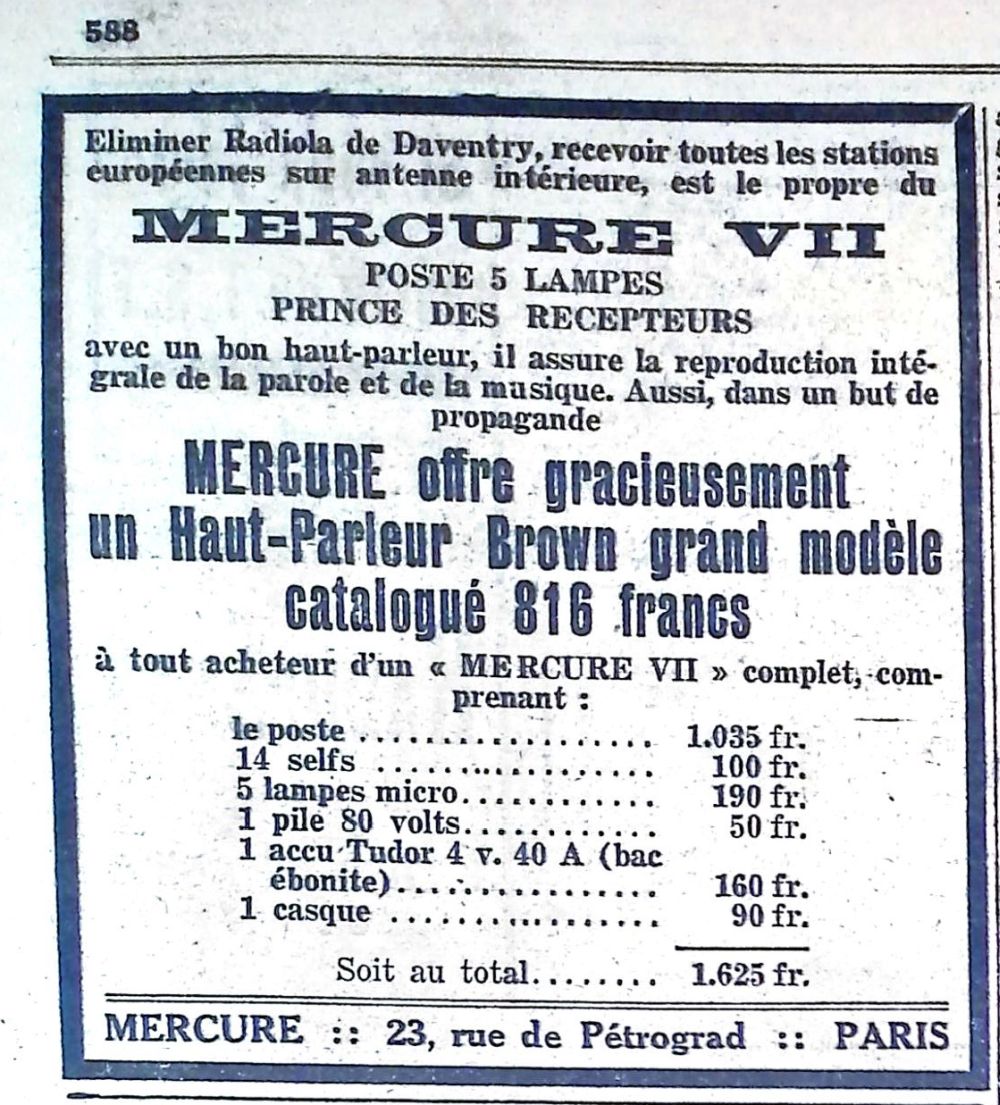 588
Eliminer Radiola de Daventry, recevoir toutes les stations
européennes sur antenne intérieure, est le propre du
MERCURE VII
POSTE 5 LAMPES
PRINCE DES RECEPTEURS
avec un bon haut-parleur, il assure la reproduction inté-
grale de la parole et de la musique. Aussi, dans un but de
propagande
MERCURE offre gracieusement
un Haut-Parleur Brown grand modèle
catalogué 816 francs
à tout acheteur d'un « MERCURE VII » complet, com-
prenant :
le poste .................... 1.035 fr.
14 selfs .................... 100 fr.
5 lampes micro............. 190 fr.
1 pile 80 volts............. 50 fr.
1 accu Tudor 4 v. 40 A (bac
ébonite).................. 160 fr.
1 casque .................. 90 fr.
Soit au total........ 1.625 fr.
MERCURE :: 23, rue de Pétrograd :: PARIS